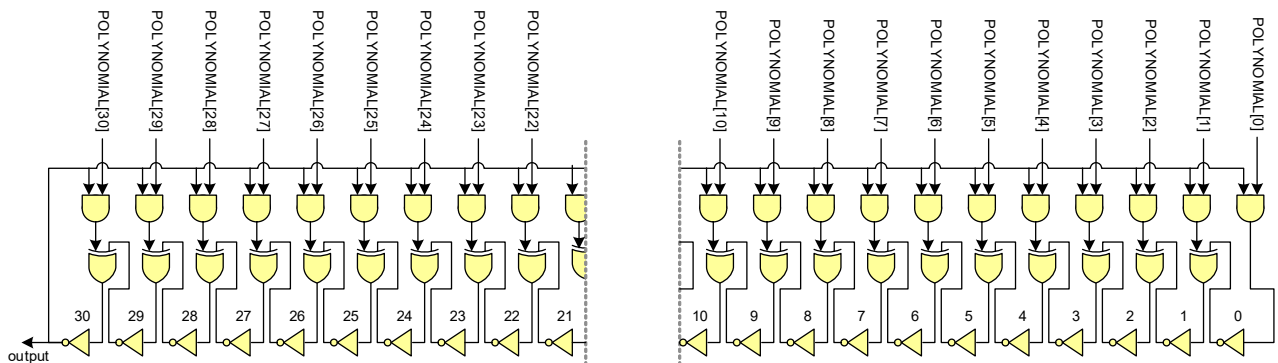 POLYNOMIAL[30]
POLYNOMIAL[29]
POLYNOMIAL[28]
POLYNOMIAL[27]
POLYNOMIAL[26]
POLYNOMIAL[25]
POLYNOMIAL[24]
POLYNOMIAL[23]
POLYNOMIAL[22]
POLYNOMIAL[10]
POLYNOMIAL[9]
POLYNOMIAL[8]
POLYNOMIAL[7]
POLYNOMIAL[6]
POLYNOMIAL[5]
POLYNOMIAL[4]
POLYNOMIAL[3]
POLYNOMIAL[2]
POLYNOMIAL[1]
POLYNOMIAL[0]
30 29 28 27 26 25 24 23 22 21 10 9 8 7 6 5 4 3 2 1 0
output